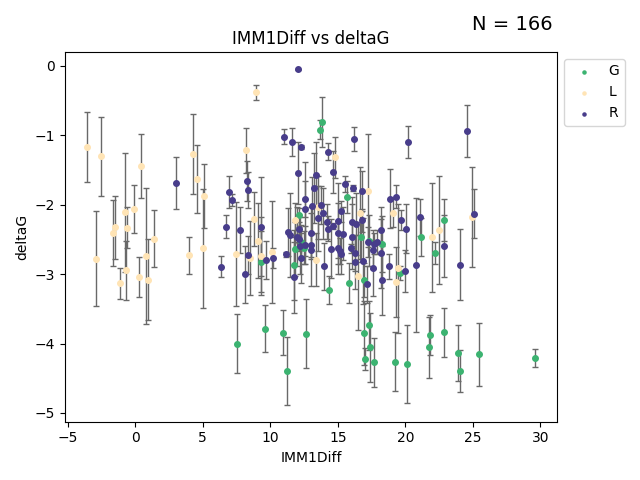 N = 166
IMM1Diff vs deltaG
G
L
R
deltaG
0
−1
−2
−3
−4
−5
−5 0 5 10 15 20 25 30
IMM1Diff